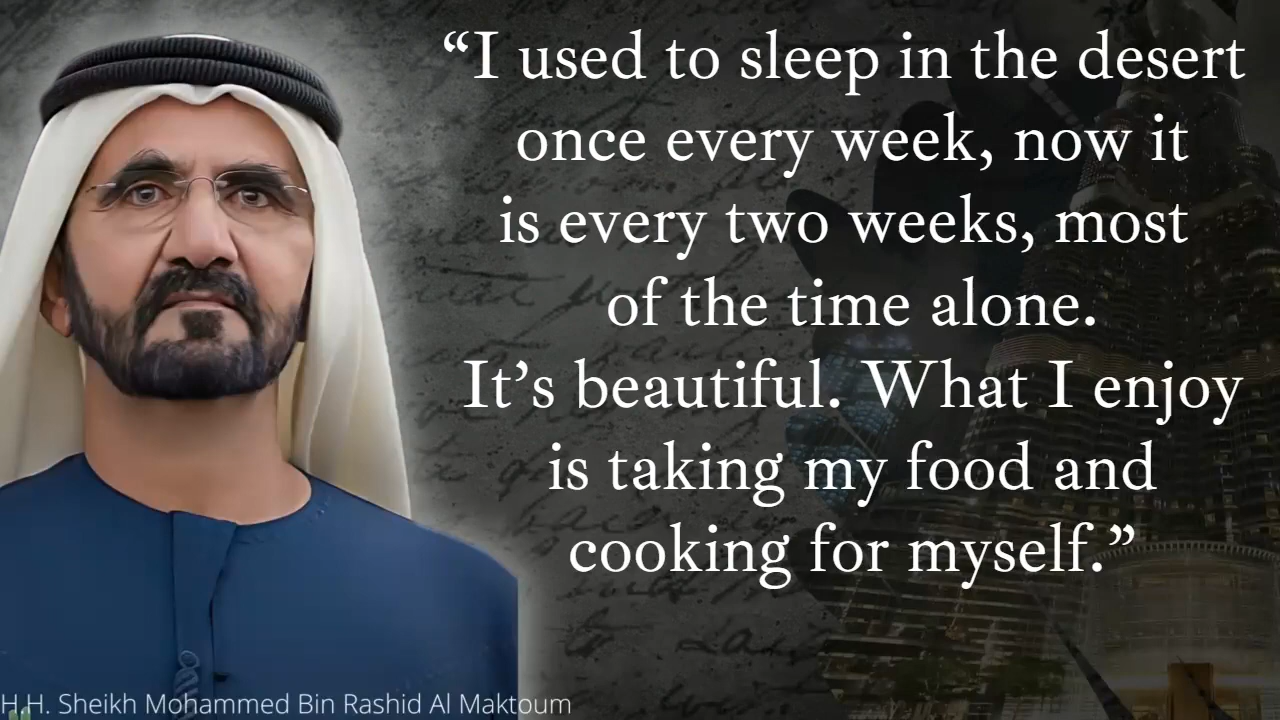 “I used to sleep in the desert
once every week, now it
is every two weeks, most
of the time alone.
It’s beautiful. What I enjoy
is taking my food and
cooking for myself.”
H.H. Sheikh Mohammed Bin Rashid Al Maktoum